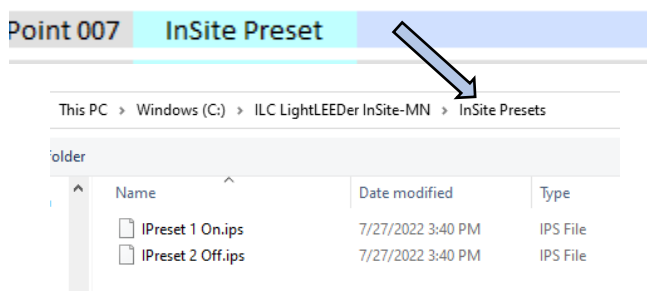 Point 007 InSite Preset
This PC > Windows (C:) > ILC LightLEEDer InSite-MN > InSite Presets
older
Name Date modified Type
IPreset 1 On.ips 7/27/2022 3:40 PM IPS File
IPreset 2 Off.ips 7/27/2022 3:40 PM IPS File